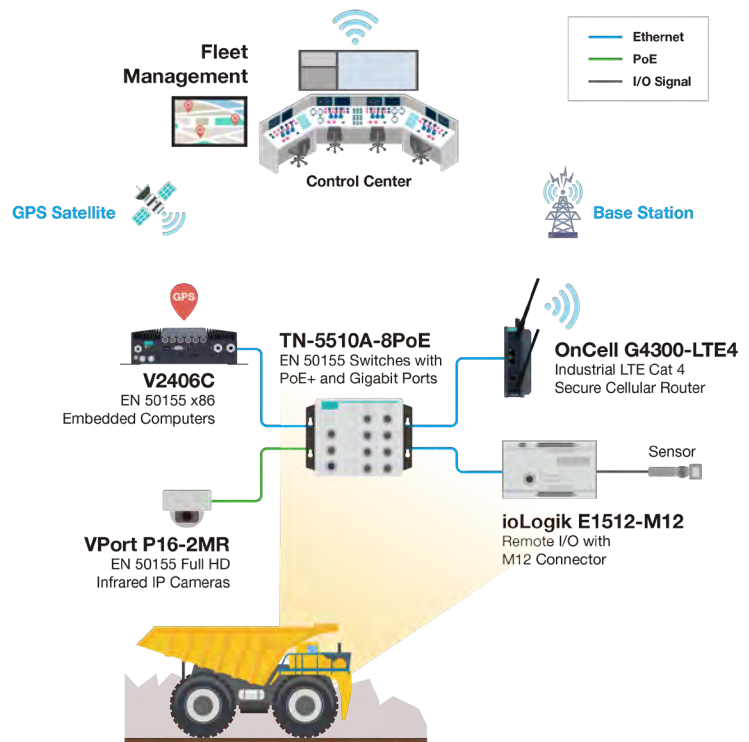 Fleet
Management
Ethernet
PoE
I/O Signal
Control Center
GPS Satellite
Base Station
GPS
TN-5510A-8PoE
EN 50155 Switches with
PoE+ and Gigabit Ports
OnCell G4300-LTE4
Industrial LTE Cat 4
Secure Cellular Router
V2406C
EN 50155 x86
Embedded Computers
Sensor
VPort P16-2MR
EN 50155 Full HD
Infrared IP Cameras
ioLogik E1512-M12
Remote I/O with
M12 Connector